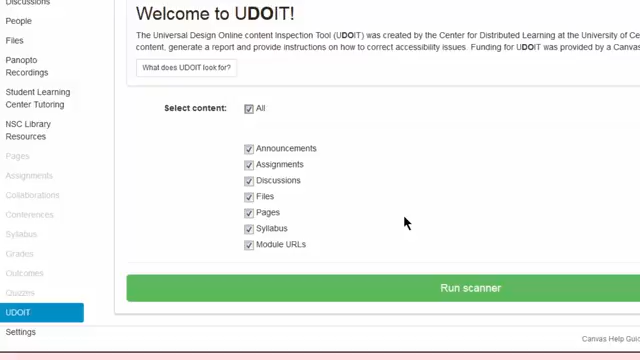 Discussions
People
Files
Panopto
Recordings
Student Learning
Center Tutoring
NSC Library
Resources
Pages
Assignments
Collaborations
Conferences
Syllabus
Grades
Outcomes
Quizzes
UDOIT
Settings
Welcome to UDOIT!
The Universal Design Online content Inspection Tool (UDOIT) was created by the Center for Distributed Learning at the University of Ce
content, generate a report and provide instructions on how to correct accessibility issues. Funding for UDOIT was provided by a Canvas
What does UDOIT look for?
Select content:
All
Announcements
Assignments
Discussions
Files
Pages
Syllabus
Module URLs
Run scanner
Canvas Help Guid